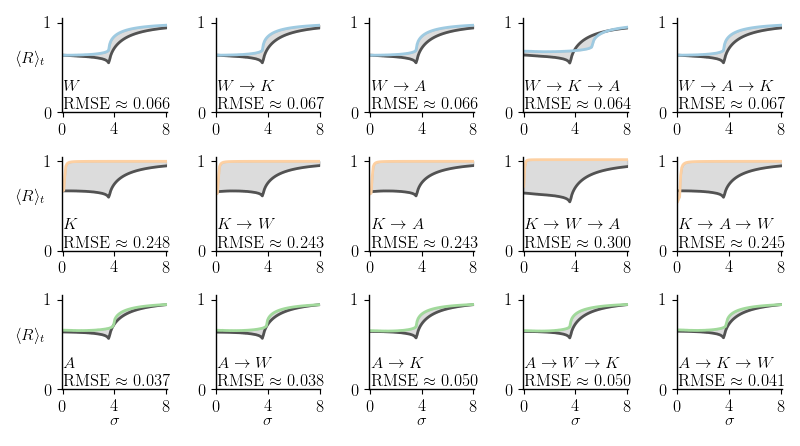 1
⟨R⟩ₜ
W
RMSE ≈ 0.066
0
0 4 8
1
W → K
RMSE ≈ 0.067
0
0 4 8
1
W → A
RMSE ≈ 0.066
0
0 4 8
1
W → K → A
RMSE ≈ 0.064
0
0 4 8
1
W → A → K
RMSE ≈ 0.067
0
0 4 8
1
⟨R⟩ₜ
K
RMSE ≈ 0.248
0
0 4 8
1
K → W
RMSE ≈ 0.243
0
0 4 8
1
K → A
RMSE ≈ 0.243
0
0 4 8
1
K → W → A
RMSE ≈ 0.300
0
0 4 8
1
K → A → W
RMSE ≈ 0.245
0
0 4 8
1
⟨R⟩ₜ
A
RMSE ≈ 0.037
0
0 4 8
σ
1
A → W
RMSE ≈ 0.038
0
0 4 8
σ
1
A → K
RMSE ≈ 0.050
0
0 4 8
σ
1
A → W → K
RMSE ≈ 0.050
0
0 4 8
σ
1
A → K → W
RMSE ≈ 0.041
0
0 4 8
σ